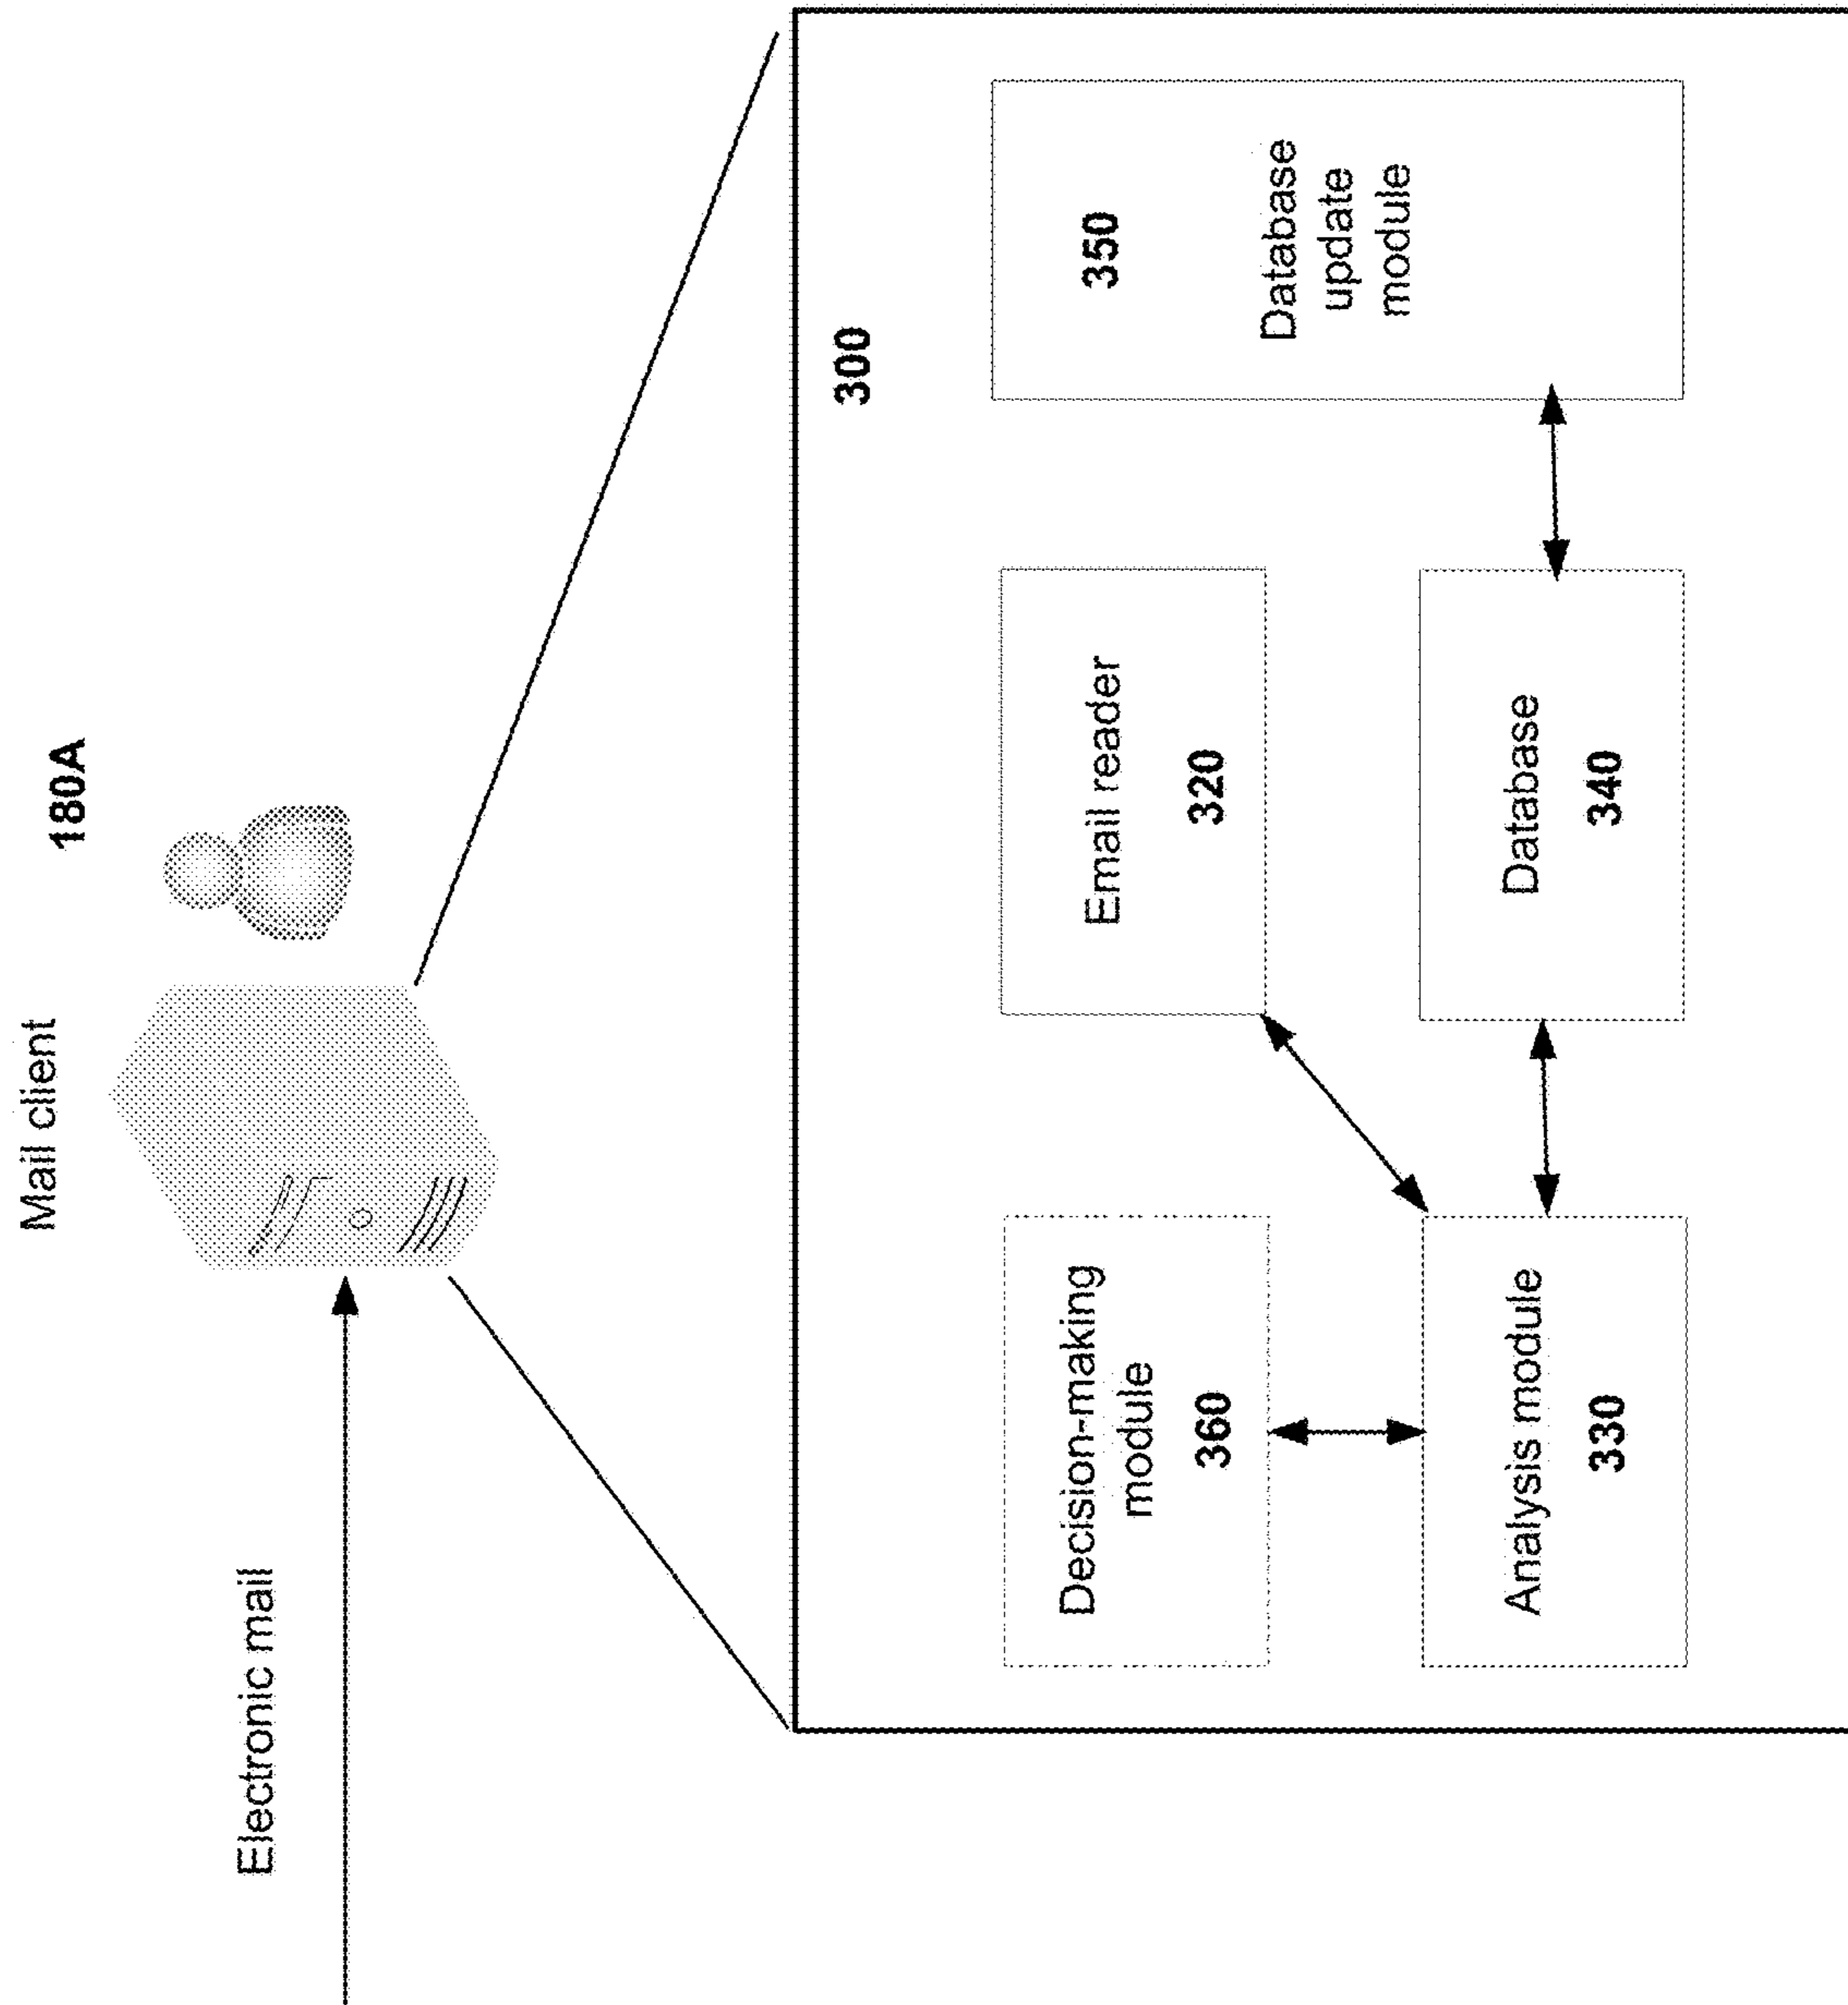 Mail client
180A
Electronic mail
300
Decision-making
module
360
Email reader
320
350
Database
update
module
Analysis module
330
Database
340